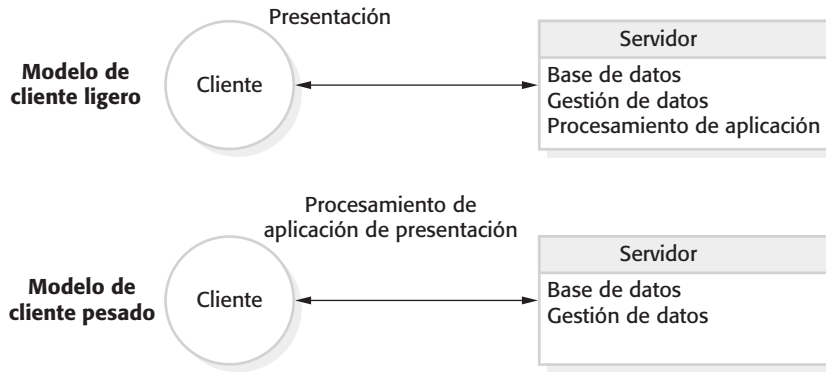 Presentación
Modelo de
cliente ligero
Cliente
Servidor
Base de datos
Gestión de datos
Procesamiento de aplicación
Procesamiento de
aplicación de presentación
Modelo de
cliente pesado
Cliente
Servidor
Base de datos
Gestión de datos